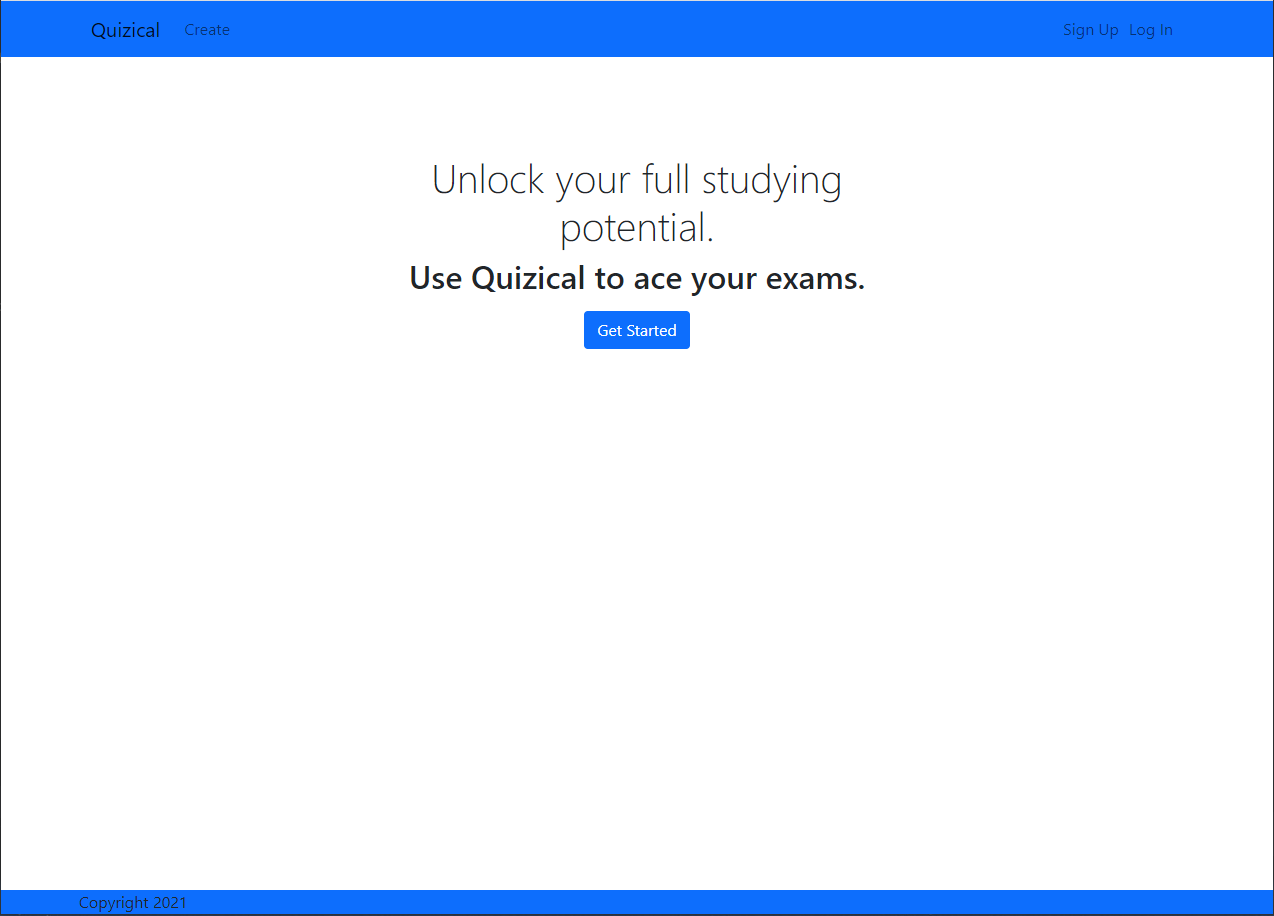 Quizical Create Sign Up Log In
Unlock your full studying
potential.
Use Quizical to ace your exams.
Get Started
Copyright 2021